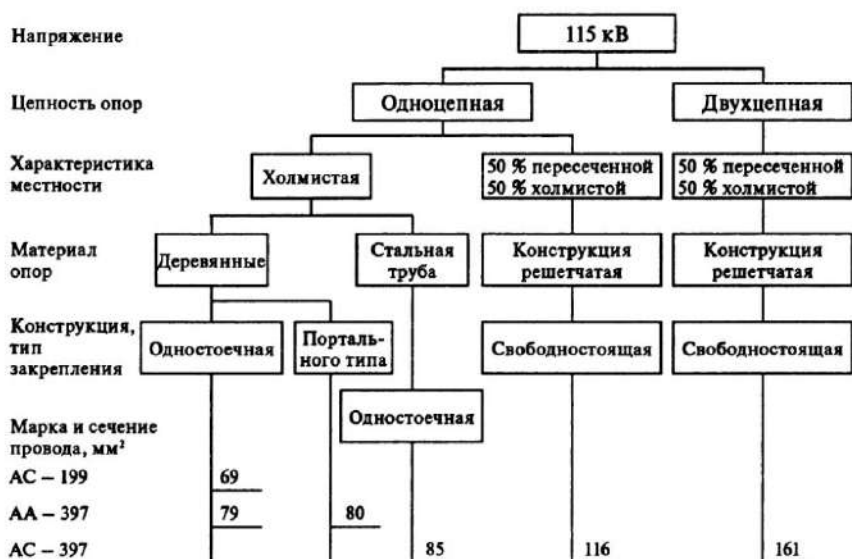 Напряжение
115 кВ
Цепность опор
Одноцепная
Двухцепная
Характеристика
местности
Холмистая
50 % пересеченной
50 % холмистой
50 % пересеченной
50 % холмистой
Материал
опор
Деревянные
Стальная
труба
Конструкция
решетчатая
Конструкция
решетчатая
Конструкция,
тип
закрепления
Одностоечная
Порталь-
ного типа
Свободностоящая
Свободностоящая
Одностоечная
Марка и сечение
провода, мм²
АС – 199 69
АА – 397 79 80
АС – 397 85 116 161